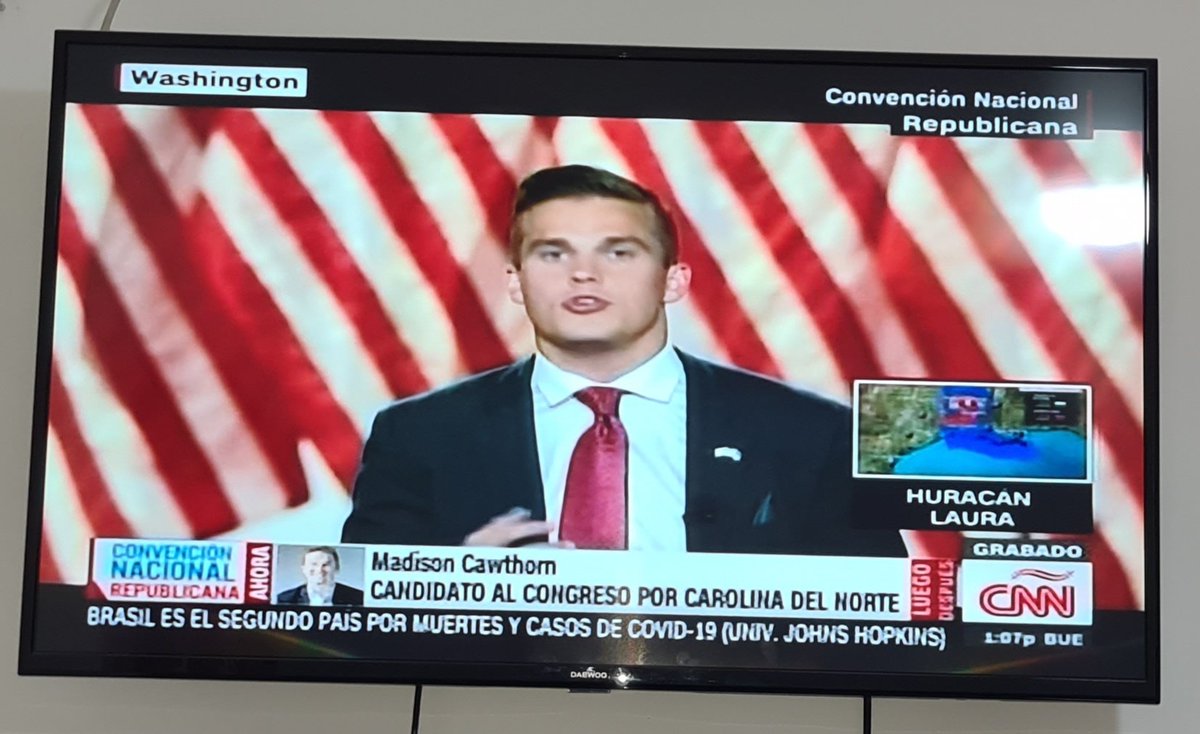 Washington
Convención Nacional
Republicana
HURACÁN
LAURA
GRABADO
CONVENCIÓN
NACIONAL
REPUBLICANA
AHORA
Madison Cawthorn
CANDIDATO AL CONGRESO POR CAROLINA DEL NORTE
LUEGO
DESPUÉS
CNN
BRASIL ES EL SEGUNDO PAÍS POR MUERTES Y CASOS DE COVID-19 (UNIV. JOHNS HOPKINS)
1:07p BUE
DAEWOO